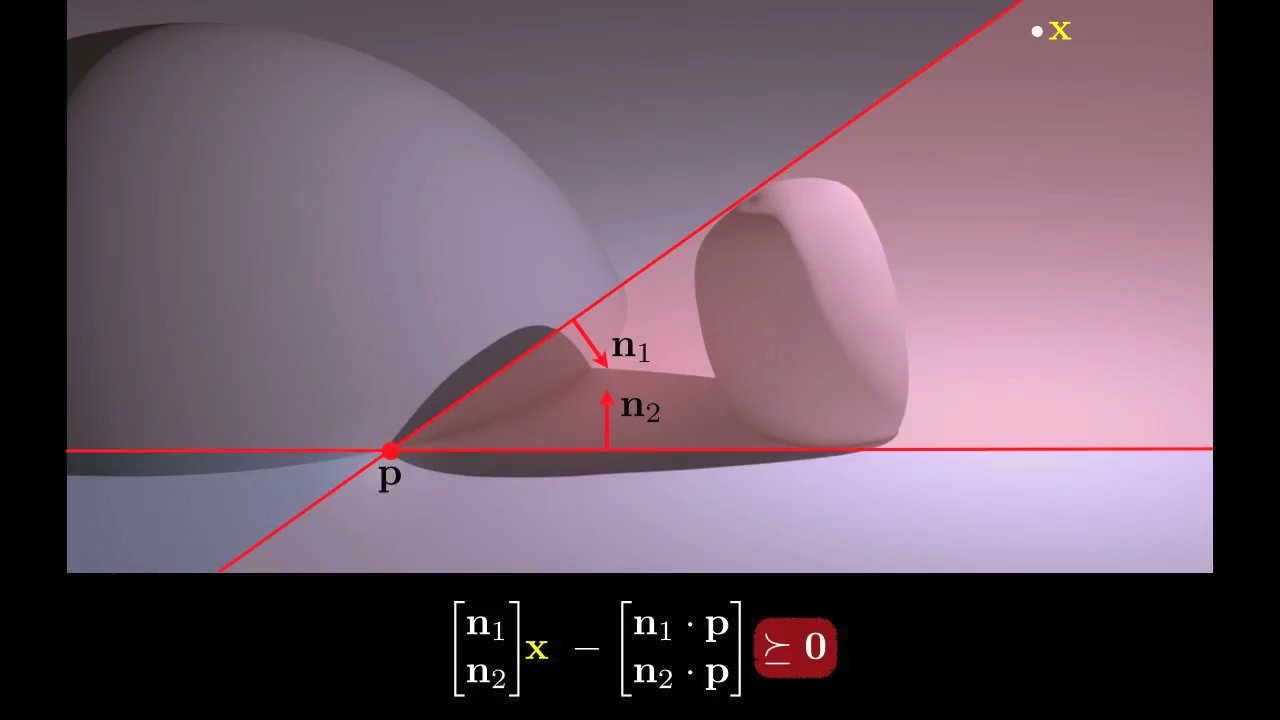 x
n₁
n₂
p
[n₁ n₂] x − [n₁ · p n₂ · p] ⪰ 0